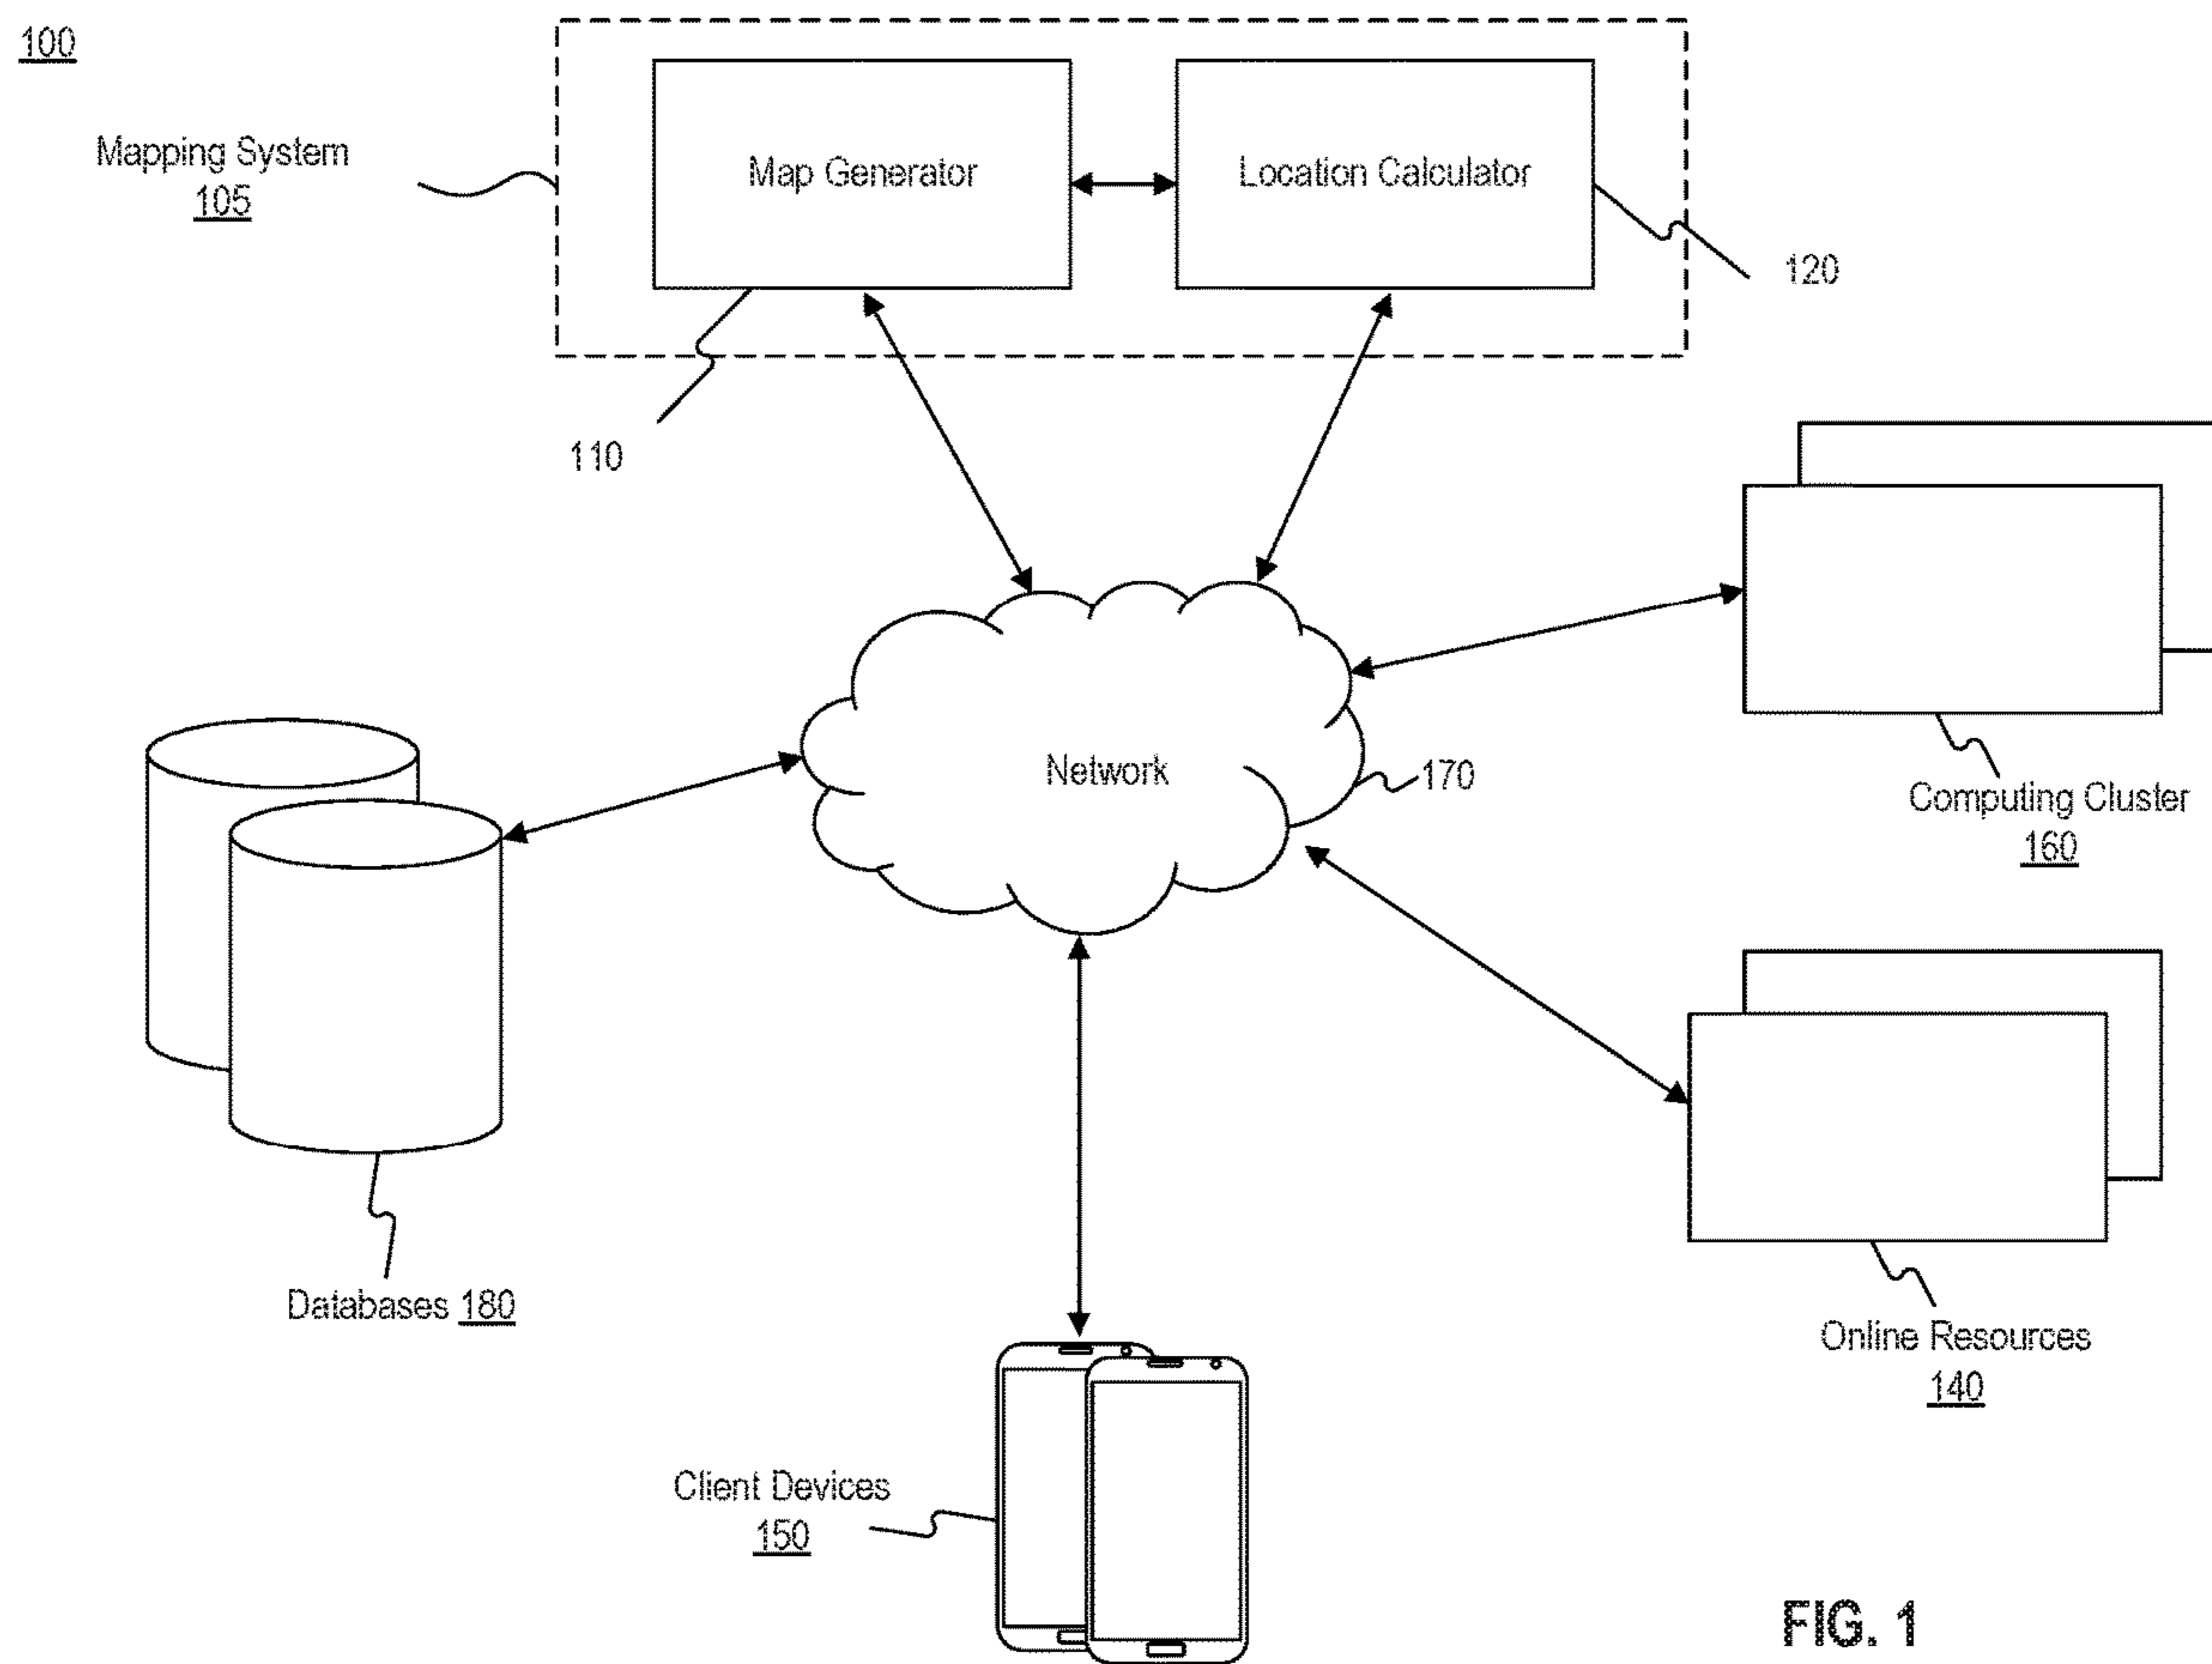 100
Mapping System
105
Map Generator
Location Calculator
120
110
Network
170
Computing Cluster
160
Databases 180
Online Resources
140
Client Devices
150
FIG. 1